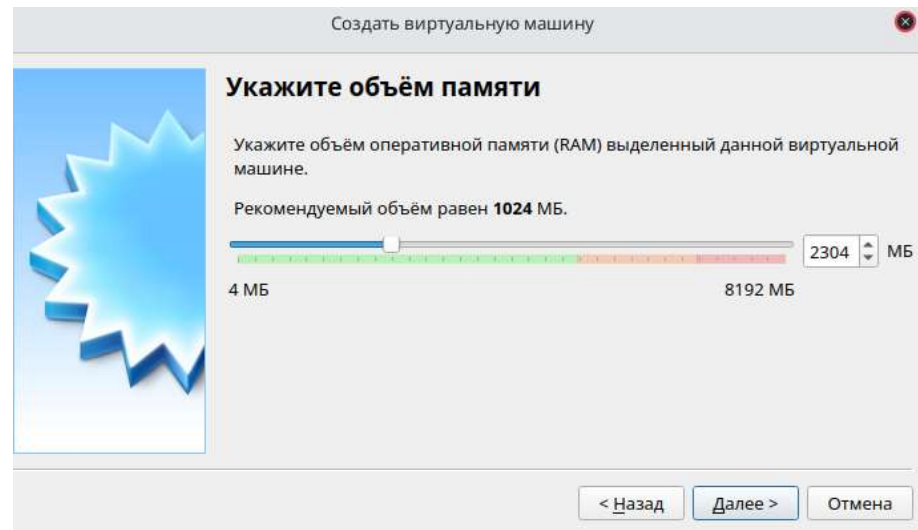 Создать виртуальную машину
Укажите объём памяти
Укажите объём оперативной памяти (RAM) выделенный данной виртуальной
машине.
Рекомендуемый объём равен 1024 МБ.
2304 МБ
4 МБ 8192 МБ
< Назад Далее > Отмена